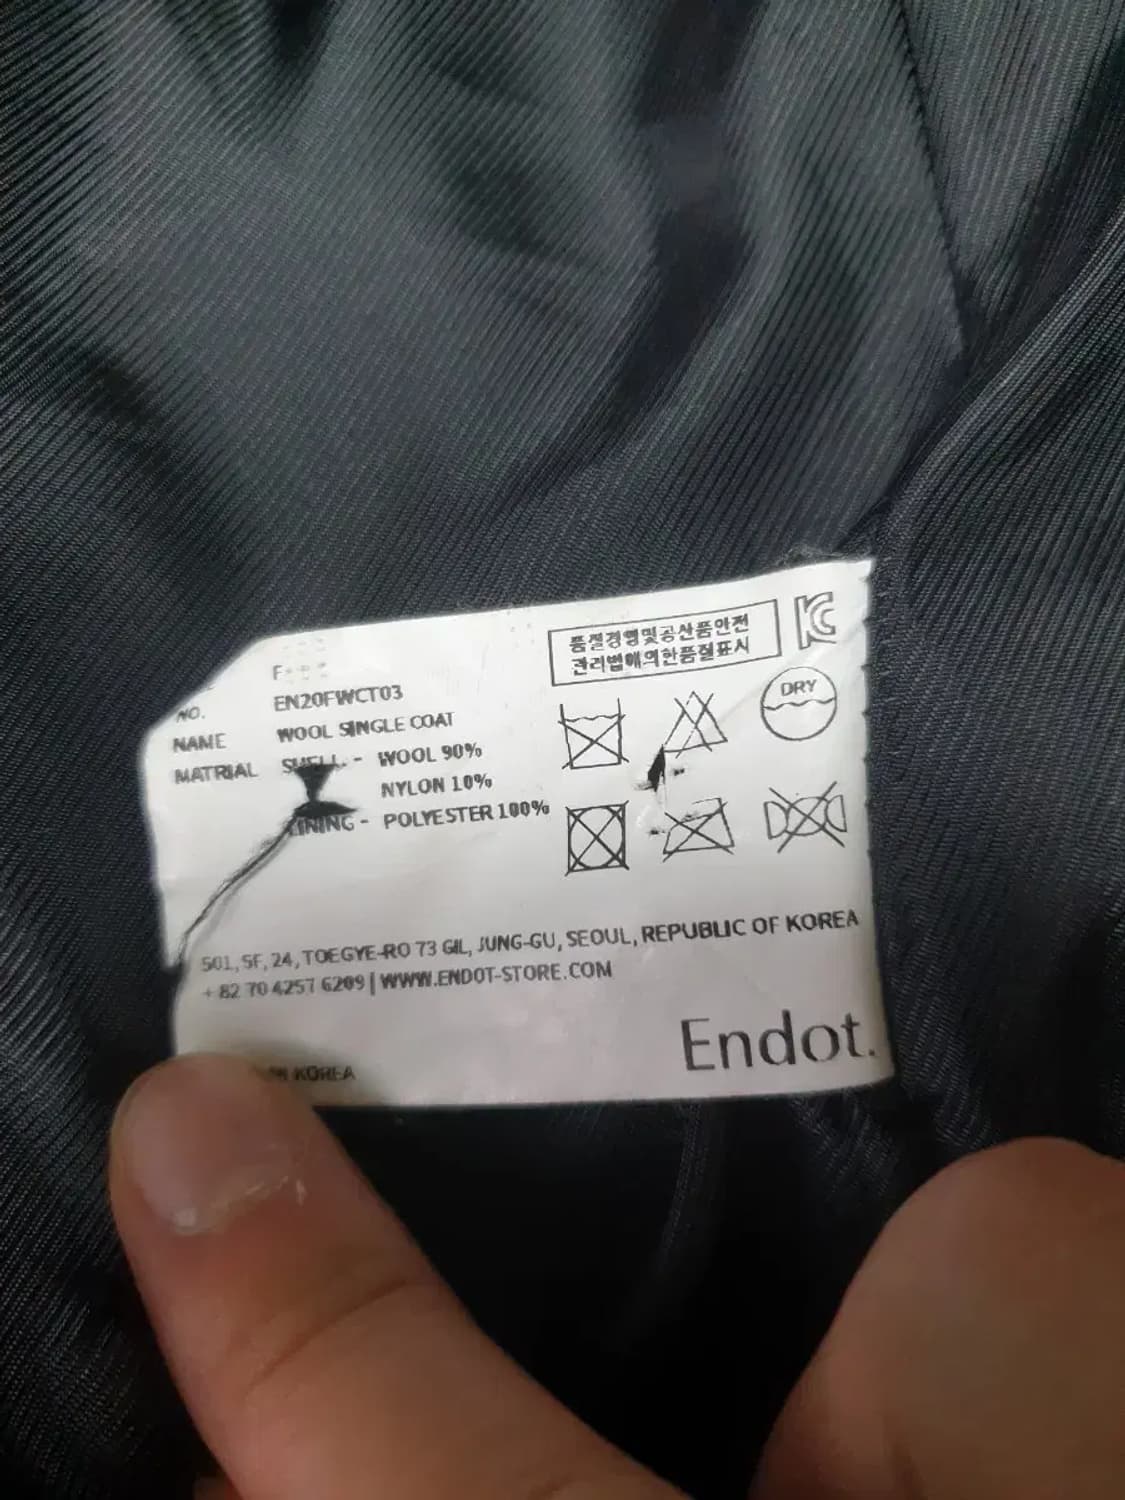 품질경영및공산품안전
관리법에의한품질표시
DRY
NO. EN20FWCT03
NAME WOOL SINGLE COAT
MATRIAL SHELL - WOOL 90%
NYLON 10%
LINING - POLYESTER 100%
501, 5F, 24, TOEGYE-RO 73 GIL, JUNG-GU, SEOUL, REPUBLIC OF KOREA
+ 82 70 4257 6209 | WWW.ENDOT-STORE.COM
Endot.
KOREA